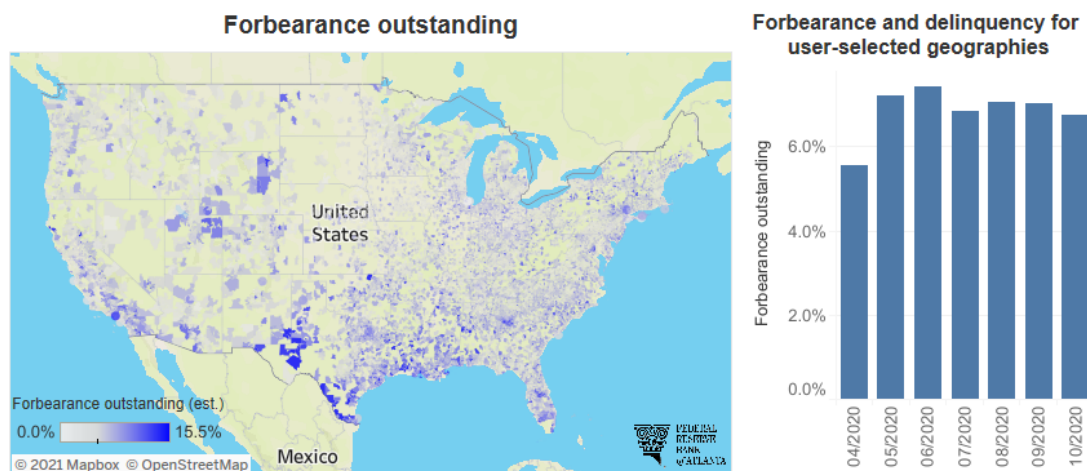 Forbearance outstanding
United
States
Mexico
Forbearance outstanding (est.)
0.0%
15.5%
© 2021 Mapbox © OpenStreetMap
FEDERAL
RESERVE
BANK
of ATLANTA
Forbearance and delinquency for
user-selected geographies
Forbearance outstanding
6.0%
4.0%
2.0%
0.0%
04/2020
05/2020
06/2020
07/2020
08/2020
09/2020
10/2020